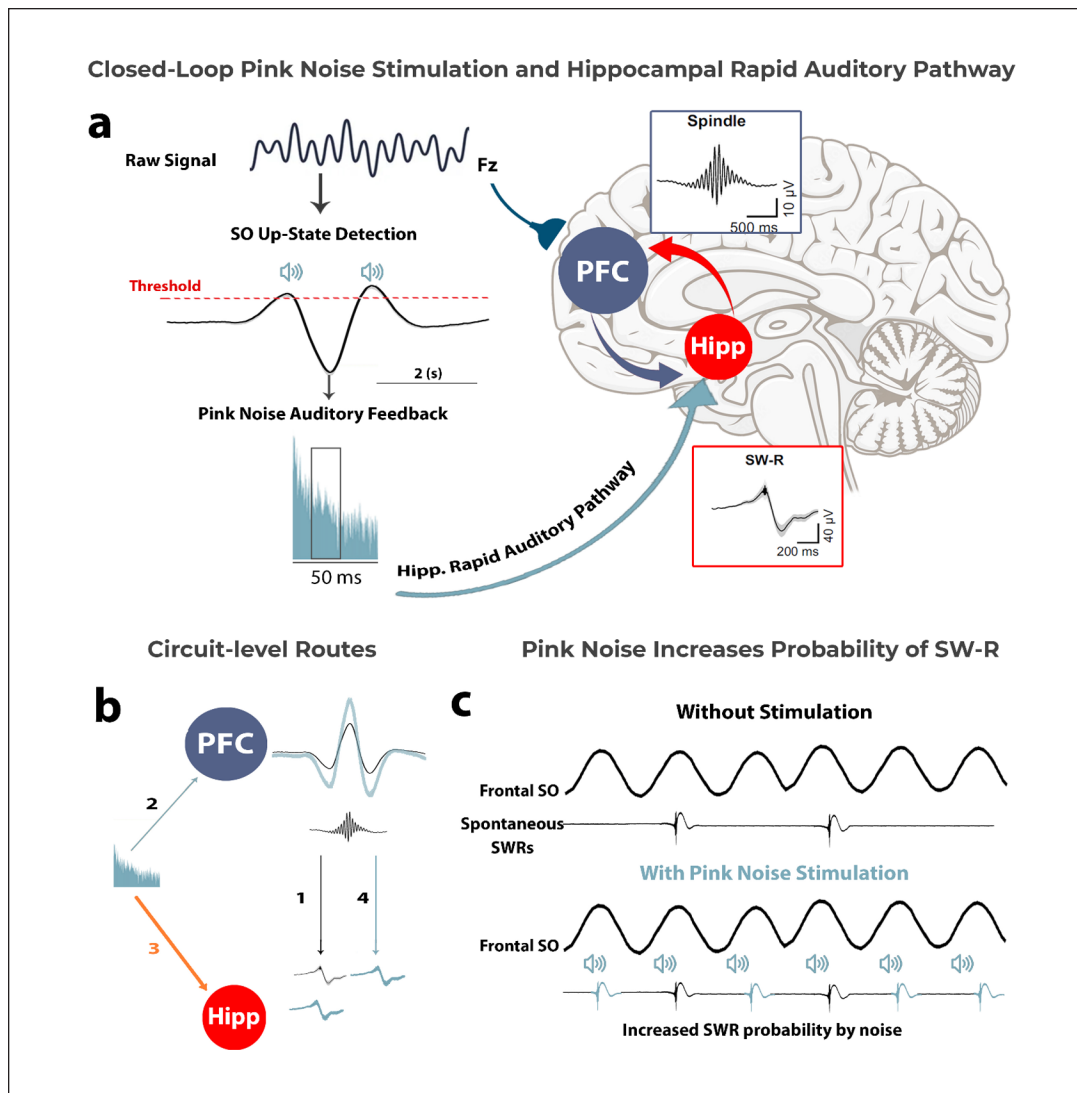 Closed-Loop Pink Noise Stimulation and Hippocampal Rapid Auditory Pathway
a
Raw Signal
Fz
SO Up-State Detection
Threshold
2 (s)
Pink Noise Auditory Feedback
50 ms
Spindle
10 µV
500 ms
PFC
Hipp
SW-R
40 µV
200 ms
Hipp. Rapid Auditory Pathway
Circuit-level Routes
b
PFC
2
1
4
3
Hipp
Pink Noise Increases Probability of SW-R
c
Without Stimulation
Frontal SO
Spontaneous
SWRs
With Pink Noise Stimulation
Frontal SO
Increased SWR probability by noise